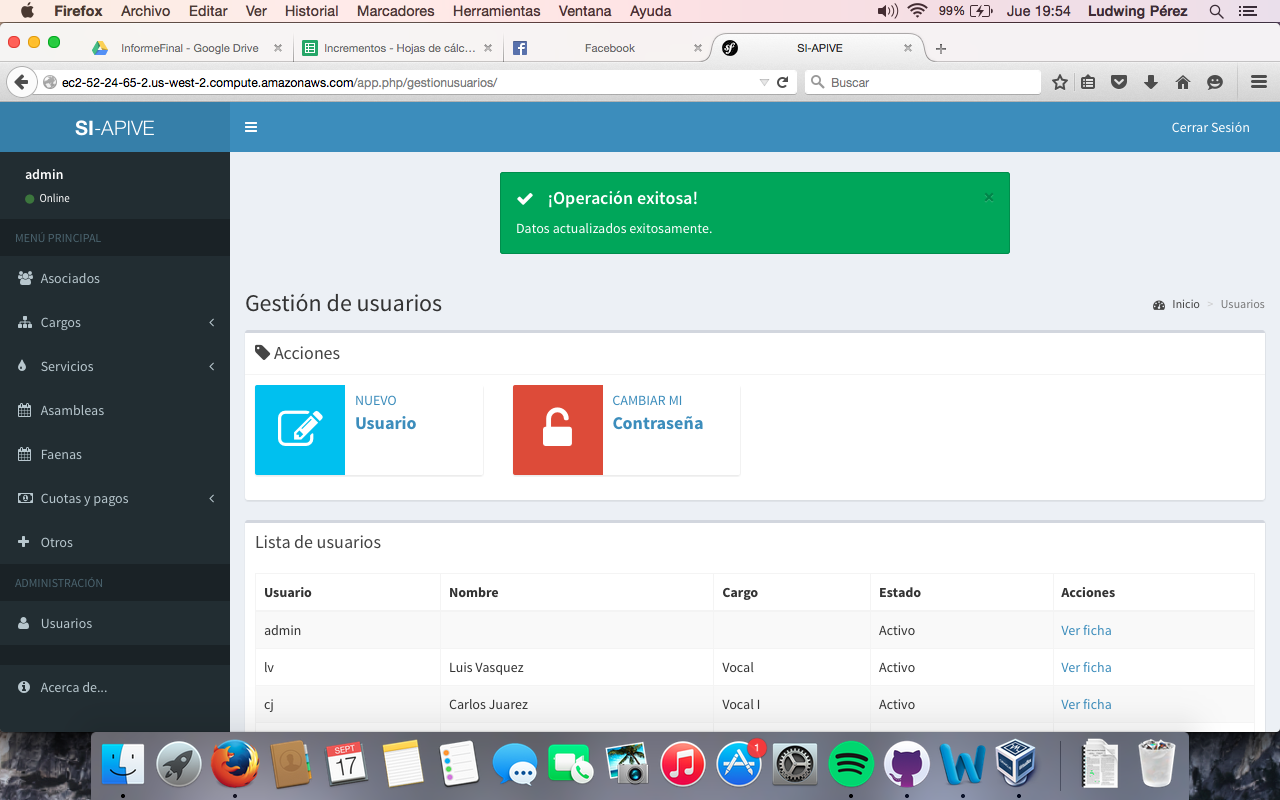 Firefox Archivo Editar Ver Historial Marcadores Herramientas Ventana Ayuda 99% Jue 19:54 Ludwing Pérez
InformeFinal - Google Drive Incrementos - Hojas de cálc... Facebook SI-APIVE
ec2-52-24-65-2.us-west-2.compute.amazonaws.com/app.php/gestionusuarios/ Buscar
SI-APIVE Cerrar Sesión
admin
Online
MENÚ PRINCIPAL
Asociados
Cargos
Servicios
Asambleas
Faenas
Cuotas y pagos
Otros
ADMINISTRACIÓN
Usuarios
Acerca de...
¡Operación exitosa! ×
Datos actualizados exitosamente.
Gestión de usuarios
Inicio > Usuarios
Acciones
NUEVO
Usuario
CAMBIAR MI
Contraseña
Lista de usuarios
Usuario Nombre Cargo Estado Acciones
admin Activo Ver ficha
lv Luis Vasquez Vocal Activo Ver ficha
cj Carlos Juarez Vocal I Activo Ver ficha
SEPT
17
1